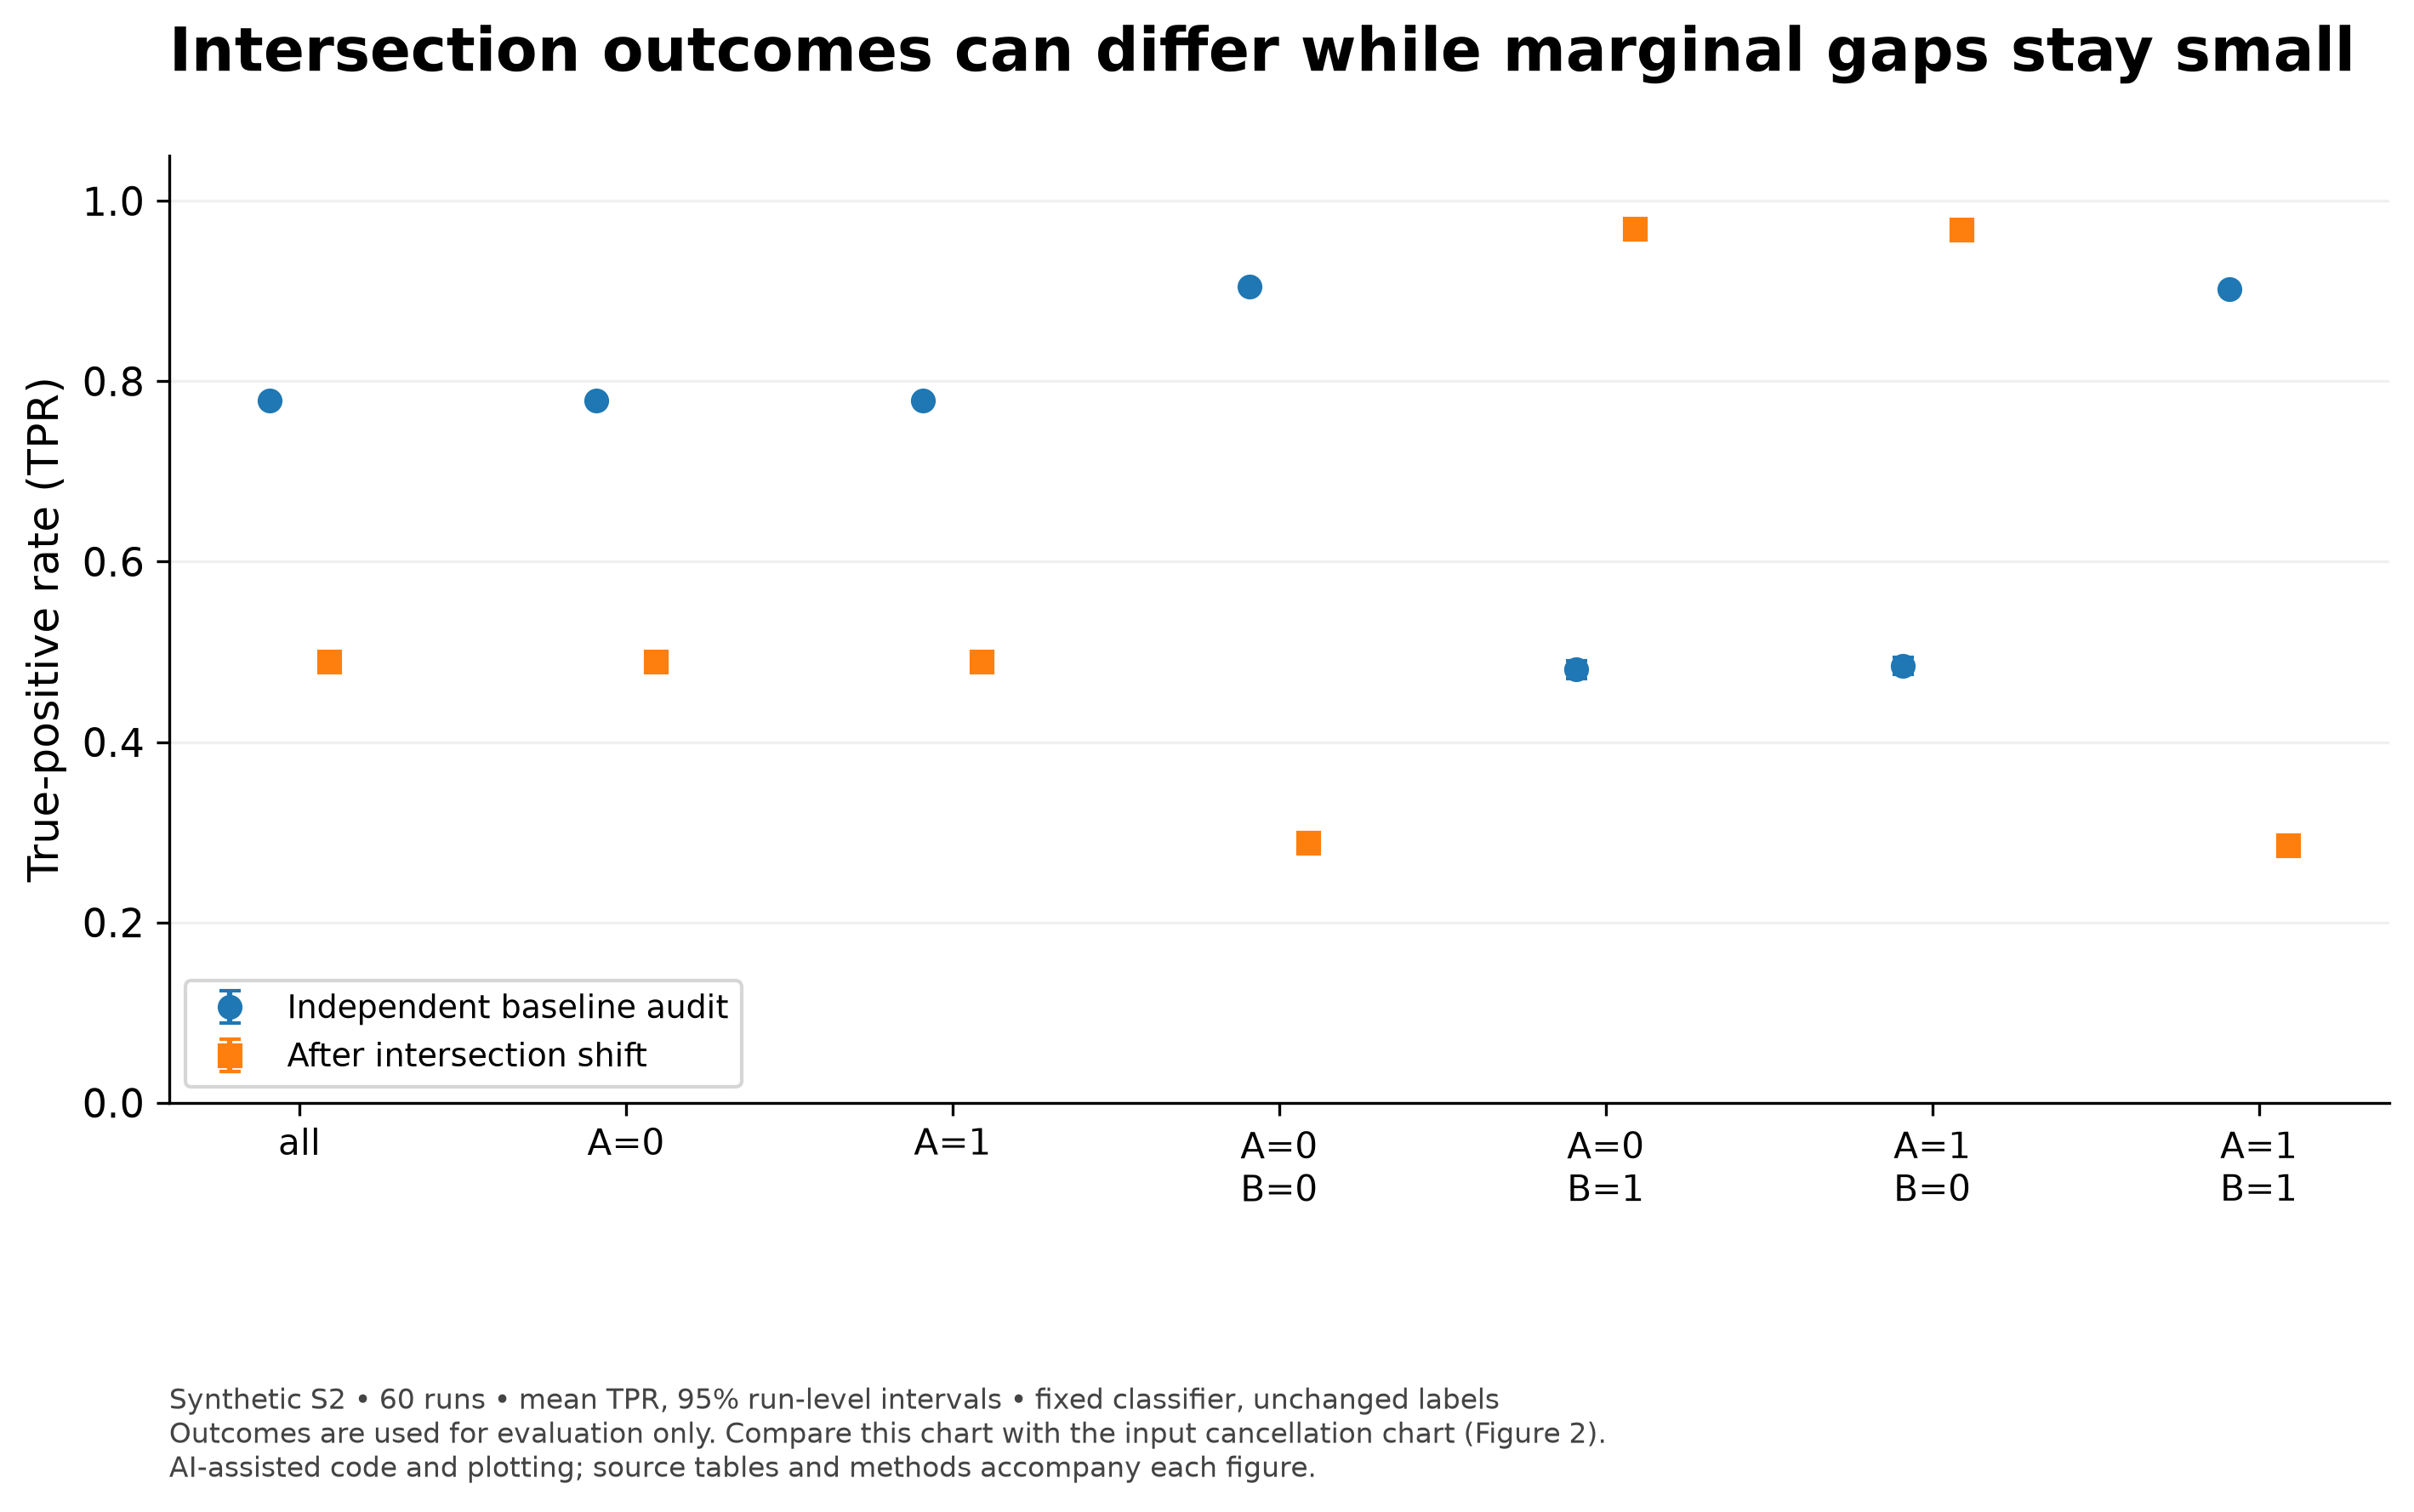 Intersection outcomes can differ while marginal gaps stay small
True-positive rate (TPR)
1.0
0.8
0.6
0.4
0.2
0.0
Independent baseline audit
After intersection shift
all
A=0
A=1
A=0
B=0
A=0
B=1
A=1
B=0
A=1
B=1
Synthetic S2 • 60 runs • mean TPR, 95% run-level intervals • fixed classifier, unchanged labels
Outcomes are used for evaluation only. Compare this chart with the input cancellation chart (Figure 2).
AI-assisted code and plotting; source tables and methods accompany each figure.